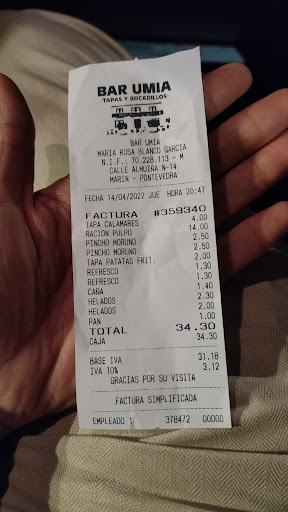 BAR UMIA
TAPAS Y BOCADILLOS
BAR UMIA
MARIA ROSA BLANCO GARCIA
N.I.F.: 70.228.113 - M
CALLE ALMUIÑA N-14
MARIN - PONTEVEDRA
FECHA 14/04/2022 JUE HORA 20:47
FACTURA #359340
TAPA CALAMARES 4.00
RACION PULPO 14.00
PINCHO MORUNO 2.50
PINCHO MORUNO 2.50
TAPA PATATAS FRIT. 2.00
REFRESCO 1.30
REFRESCO 1.30
CAÑA 1.40
HELADOS 2.30
HELADOS 2.00
PAN 1.00
TOTAL 34.30
CAJA 34.30
BASE IVA 31.18
IVA 10% 3.12
GRACIAS POR SU VISITA
FACTURA SIMPLIFICADA
EMPLEADO 1 378472 00000